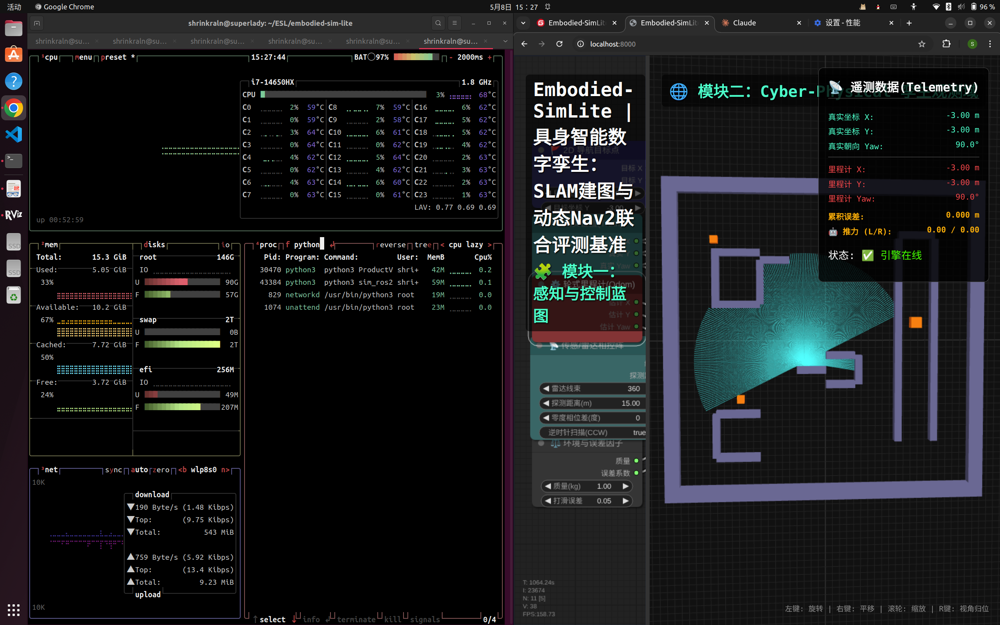 活动
Google Chrome
5月8日 15：27
96 %
shrinkraln@superlady: ~/ESL/embodied-sim-lite
shrinkraln@su... shrinkraln@su... shrinkraln@su... shrinkraln@su... shrinkraln@su... shrinkraln@su...
¹cpu menu preset * 15:27:44 BAT 97% - 2000ms +
i7-14650HX 1.8 GHz
CPU 3% 68°C
C0 2% 59°C C8 7% 59°C C16 6% 62°C
C1 0% 59°C C9 2% 58°C C17 5% 62°C
C2 3% 64°C C10 6% 61°C C18 5% 62°C
C3 0% 64°C C11 0% 62°C C19 4% 62°C
C4 4% 62°C C12 5% 64°C C20 2% 63°C
C5 0% 62°C C13 4% 62°C C21 3% 63°C
C6 4% 63°C C14 6% 60°C C22 2% 63°C
C7 0% 63°C C15 0% 61°C C23 1% 63°C
LAV: 0.77 0.69 0.69
up 00:52:59
²mem
Total: 15.3 GiB
Used: 5.05 GiB
33%
Available: 10.2 GiB
67%
Cached: 7.72 GiB
50%
Free: 3.72 GiB
24%
disks io
root 146G
IO
U 90G
F 57G
swap 2T
U 0B
F 2T
efi 256M
IO
U 49M
F 207M
⁴proc f python ↲ reverse tree < cpu lazy >
Pid: Program: Command: User: MemB Cpu%
30470 python3 python3 ProductV shri+ 42M 0.2
43384 python3 python3 sim_ros2 shri+ 59M 0.1
829 networkd /usr/bin/python3 root 19M 0.0
1074 unattend /usr/bin/python3 root 23M 0.0
↑ select ↓ info ↲ terminate kill signals 0/4
³net sync auto zero <b wlp8s0 n>
10K
download
▼190 Byte/s (1.48 Kibps)
▼Top: (9.75 Kibps)
▼Total: 543 MiB
▲759 Byte/s (5.92 Kibps)
▲Top: (13.4 Kibps)
▲Total: 9.23 MiB
upload
10K
RViz
SSD
SSD
Embodied-SimLit
Embodied-SimLit
Claude
设置 - 性能
localhost:8000
S
Embodied-
SimLite |
具身智能数
字孪生：
SLAM建图与
动态Nav2联
合评测基准
🧩 模块一：
感知与控制蓝
图
2D 导航目标点
目标 X
目标 Y
目标坐标 Y -3.00
真实 Y
真实 Yaw
轮式里程计(Odom)
估计 X
估计 Y
估计 Yaw
传感/雷达相控阵
探测
雷达线束 360
探测距离(m) 15.00
零度相位差(度) 0
逆时针扫描(CCW) true
环境与误差因子
质量
误差系数
质量(kg) 1.00
打滑误差 0.05
T: 1064.24s
I: 23674
N: 11 [5]
V: 38
FPS:158.73
🌐 模块二：Cyber-Physical 孪生观测域
📡 遥测数据(Telemetry)
真实坐标 X: -3.00 m
真实坐标 Y: -3.00 m
真实朝向 Yaw: 90.0°
里程计 X: -3.00 m
里程计 Y: -3.00 m
里程计 Yaw: 90.0°
累积误差: 0.000 m
🤖 推力 (L/R): 0.00 / 0.00
状态: ✅ 引擎在线
左键: 旋转 | 右键: 平移 | 滚轮: 缩放 | R键: 视角归位